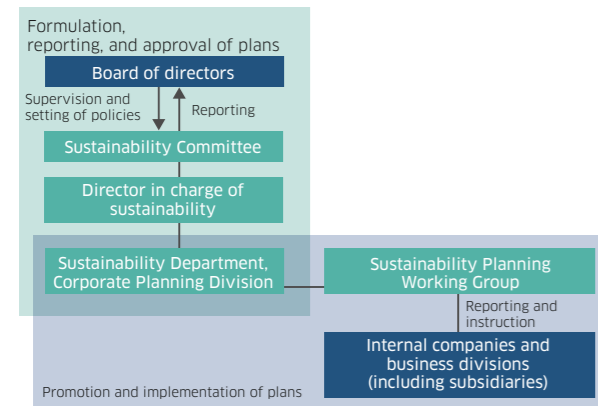 Formulation,
reporting, and approval of plans
Board of directors
Supervision and
setting of policies
Reporting
Sustainability Committee
Director in charge of
sustainability
Sustainability Department,
Corporate Planning Division
Sustainability Planning
Working Group
Reporting and
instruction
Internal companies and
business divisions
(including subsidiaries)
Promotion and implementation of plans